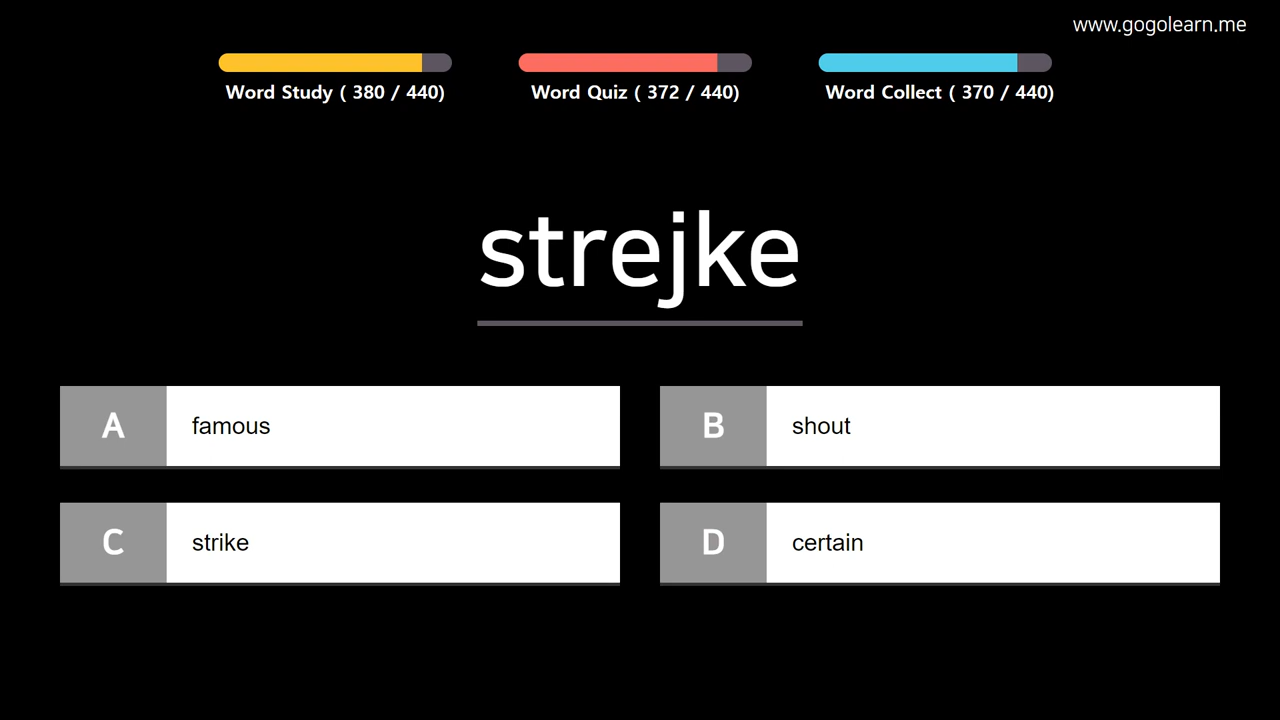 www.gogolearn.me
Word Study ( 380 / 440)
Word Quiz ( 372 / 440)
Word Collect ( 370 / 440)
strejke
A famous
B shout
C strike
D certain